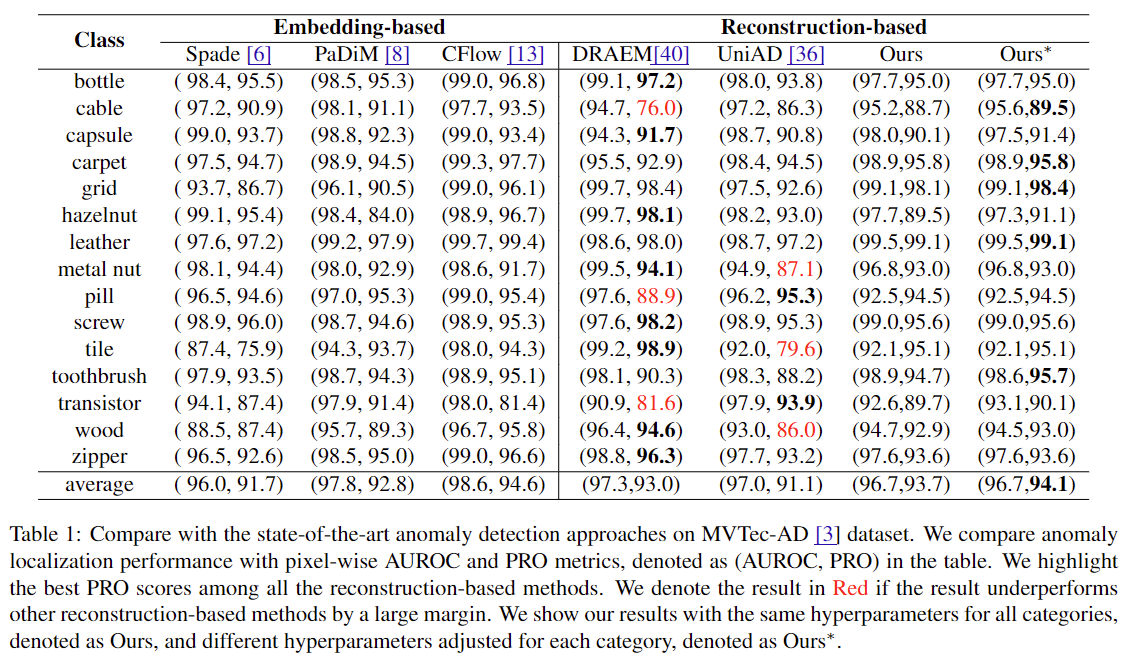 Class Embedding-based Reconstruction-based
Spade [6] PaDiM [8] CFlow [13] DRAEM[40] UniAD [36] Ours Ours*
bottle ( 98.4, 95.5) (98.5, 95.3) (99.0, 96.8) (99.1, 97.2) (98.0, 93.8) (97.7,95.0) (97.7,95.0)
cable ( 97.2, 90.9) (98.1, 91.1) (97.7, 93.5) (94.7, 76.0) (97.2, 86.3) (95.2,88.7) (95.6,89.5)
capsule ( 99.0, 93.7) (98.8, 92.3) (99.0, 93.4) (94.3, 91.7) (98.7, 90.8) (98.0,90.1) (97.5,91.4)
carpet ( 97.5, 94.7) (98.9, 94.5) (99.3, 97.7) (95.5, 92.9) (98.4, 94.5) (98.9,95.8) (98.9,95.8)
grid ( 93.7, 86.7) (96.1, 90.5) (99.0, 96.1) (99.7, 98.4) (97.5, 92.6) (99.1,98.1) (99.1,98.4)
hazelnut ( 99.1, 95.4) (98.4, 84.0) (98.9, 96.7) (99.7, 98.1) (98.2, 93.0) (97.7,89.5) (97.3,91.1)
leather ( 97.6, 97.2) (99.2, 97.9) (99.7, 99.4) (98.6, 98.0) (98.7, 97.2) (99.5,99.1) (99.5,99.1)
metal nut ( 98.1, 94.4) (98.0, 92.9) (98.6, 91.7) (99.5, 94.1) (94.9, 87.1) (96.8,93.0) (96.8,93.0)
pill ( 96.5, 94.6) (97.0, 95.3) (99.0, 95.4) (97.6, 88.9) (96.2, 95.3) (92.5,94.5) (92.5,94.5)
screw ( 98.9, 96.0) (98.7, 94.6) (98.9, 95.3) (97.6, 98.2) (98.9, 95.3) (99.0,95.6) (99.0,95.6)
tile ( 87.4, 75.9) (94.3, 93.7) (98.0, 94.3) (99.2, 98.9) (92.0, 79.6) (92.1,95.1) (92.1,95.1)
toothbrush ( 97.9, 93.5) (98.7, 94.3) (98.9, 95.1) (98.1, 90.3) (98.3, 88.2) (98.9,94.7) (98.6,95.7)
transistor ( 94.1, 87.4) (97.9, 91.4) (98.0, 81.4) (90.9, 81.6) (97.9, 93.9) (92.6,89.7) (93.1,90.1)
wood ( 88.5, 87.4) (95.7, 89.3) (96.7, 95.8) (96.4, 94.6) (93.0, 86.0) (94.7,92.9) (94.5,93.0)
zipper ( 96.5, 92.6) (98.5, 95.0) (99.0, 96.6) (98.8, 96.3) (97.7, 93.2) (97.6,93.6) (97.6,93.6)
average ( 96.0, 91.7) (97.8, 92.8) (98.6, 94.6) (97.3,93.0) (97.0, 91.1) (96.7,93.7) (96.7,94.1)
Table 1: Compare with the state-of-the-art anomaly detection approaches on MVTec-AD [3] dataset. We compare anomaly
localization performance with pixel-wise AUROC and PRO metrics, denoted as (AUROC, PRO) in the table. We highlight
the best PRO scores among all the reconstruction-based methods. We denote the result in Red if the result underperforms
other reconstruction-based methods by a large margin. We show our results with the same hyperparameters for all categories,
denoted as Ours, and different hyperparameters adjusted for each category, denoted as Ours*.